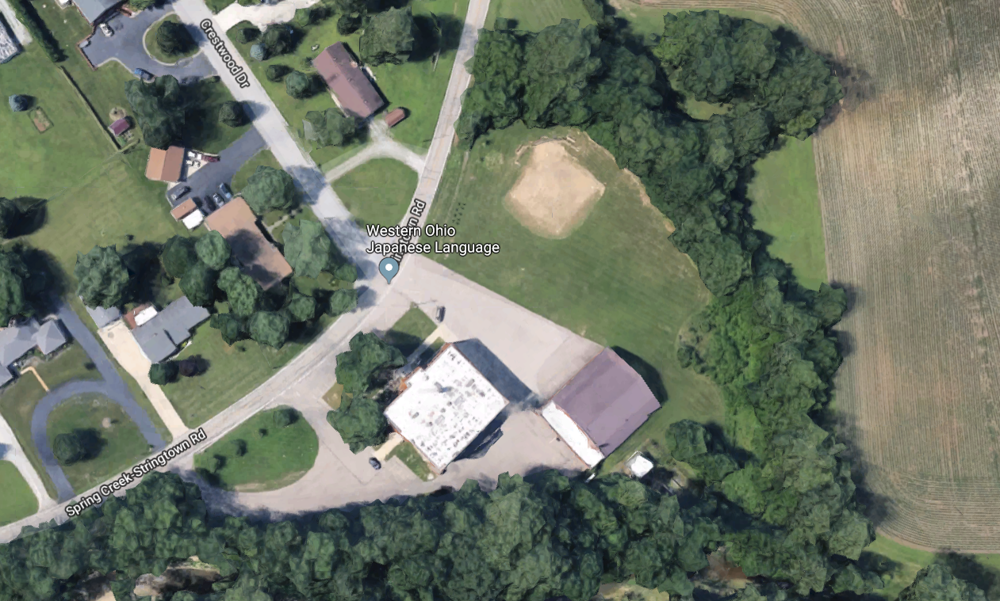 Crestwood Dr
Western Ohio
Japanese Language
Spring Creek-Stringtown Rd